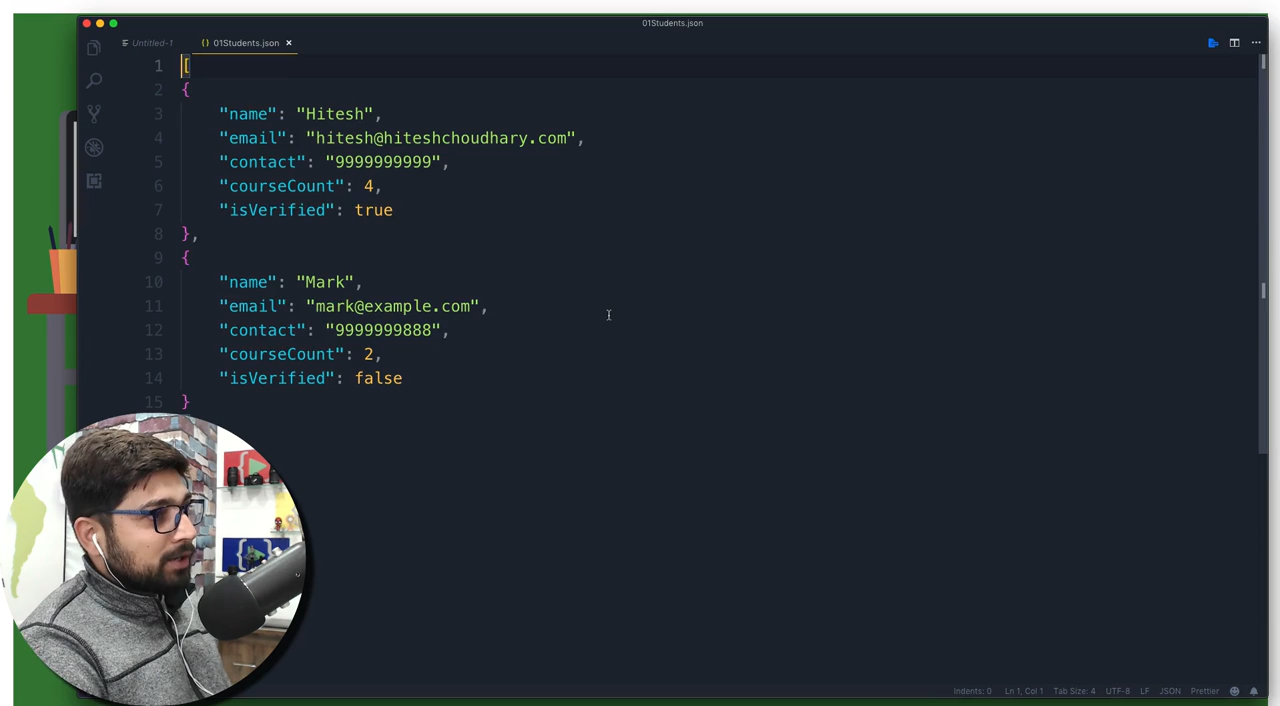 01Students.json
Untitled-1
{} 01Students.json ×
1 [
2 {
3 "name": "Hitesh",
4 "email": "hitesh@hiteshchoudhary.com",
5 "contact": "9999999999",
6 "courseCount": 4,
7 "isVerified": true
8 },
9 {
10 "name": "Mark",
11 "email": "mark@example.com",
12 "contact": "9999999888",
13 "courseCount": 2,
14 "isVerified": false
15 }
Indents: 0 Ln 1, Col 1 Tab Size: 4 UTF-8 LF JSON Prettier